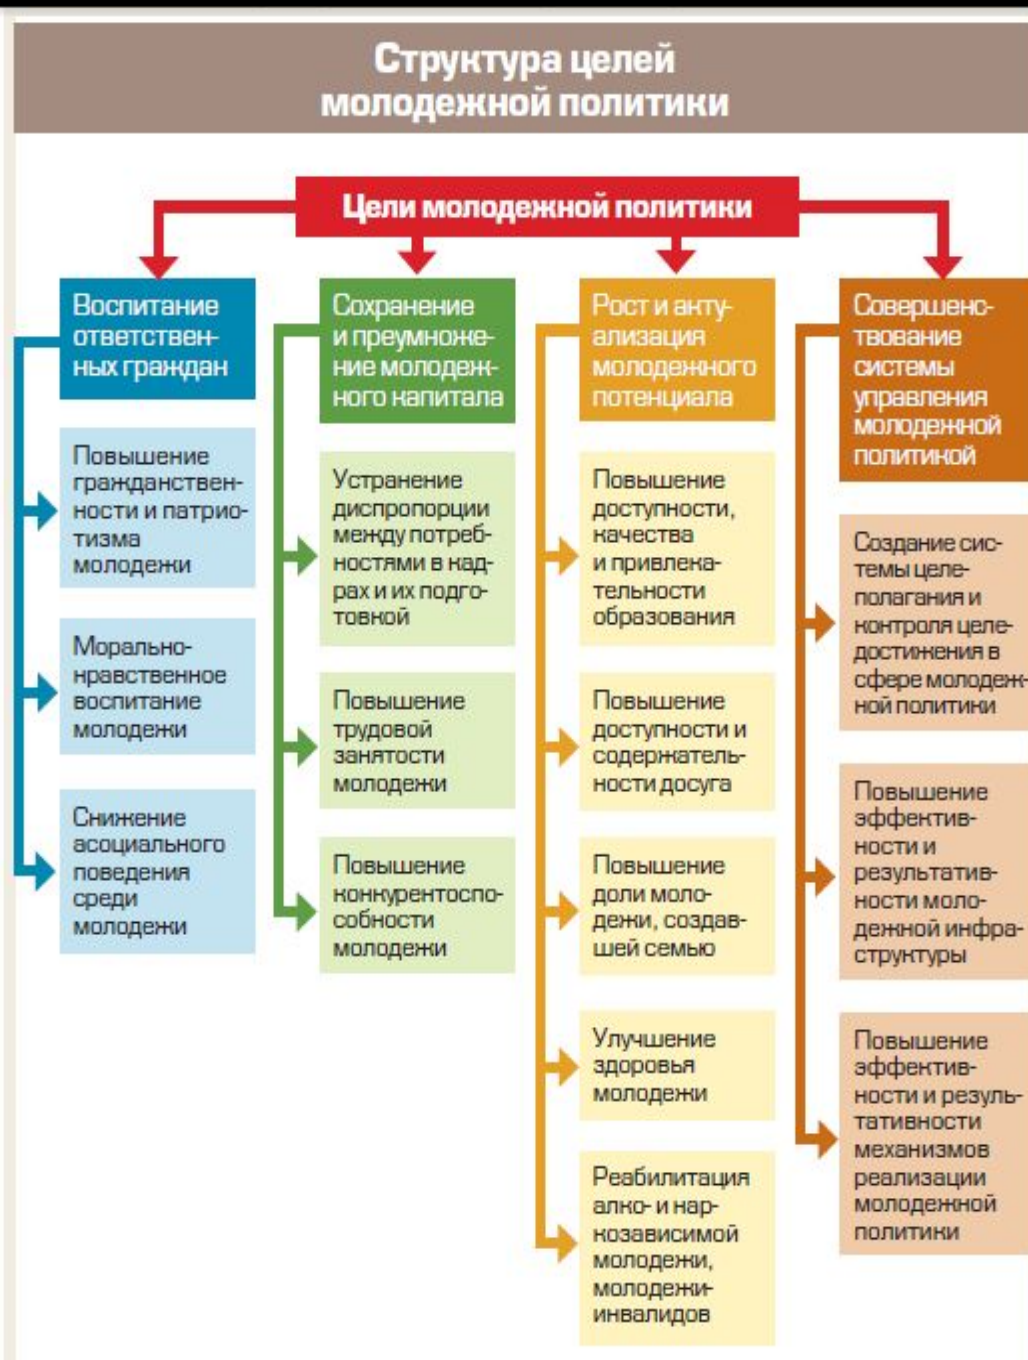 Структура целей
молодежной политики
Цели молодежной политики
Воспитание
ответствен-
ных граждан
Повышение
гражданствен-
ности и патрио-
тизма
молодежи
Морально-
нравственное
воспитание
молодежи
Снижение
асоциального
поведения
среди
молодежи
Сохранение
и преумноже-
ние молодеж-
ного капитала
Устранение
диспропорции
между потреб-
ностями в кад-
рах и их подго-
товкой
Повышение
трудовой
занятости
молодежи
Повышение
конкурентоспо-
собности
молодежи
Рост и акту-
ализация
молодежного
потенциала
Повышение
доступности,
качества
и привлека-
тельности
образования
Повышение
доступности и
содержатель-
ности досуга
Повышение
доли моло-
дежи, создав-
шей семью
Улучшение
здоровья
молодежи
Реабилитация
алко- и нар-
козависимой
молодежи,
молодежи-
инвалидов
Совершенс-
твование
системы
управления
молодежной
политикой
Создание сис-
темы целе-
полагания и
контроля целе-
достижения в
сфере молодеж-
ной политики
Повышение
эффектив-
ности и
результатив-
ности моло-
дежной инфра-
структуры
Повышение
эффектив-
ности и резуль-
тативности
механизмов
реализации
молодежной
политики